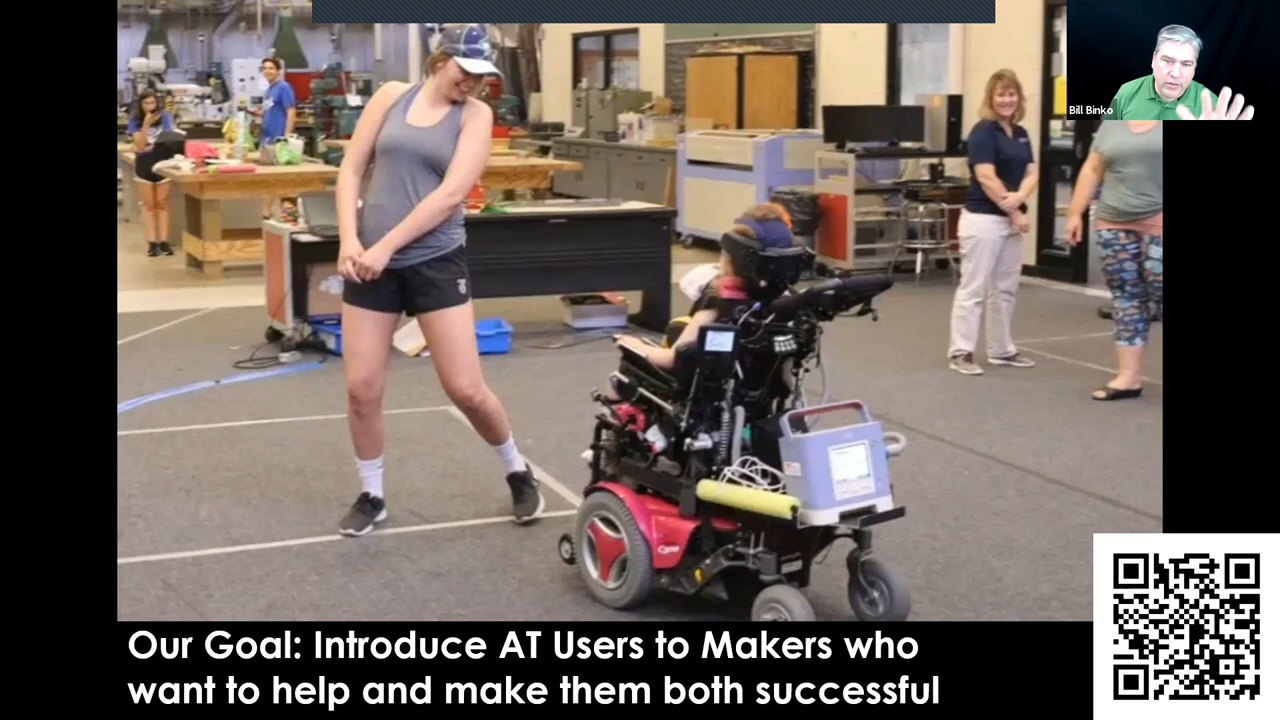 Bill Binko
Our Goal: Introduce AT Users to Makers who
want to help and make them both successful